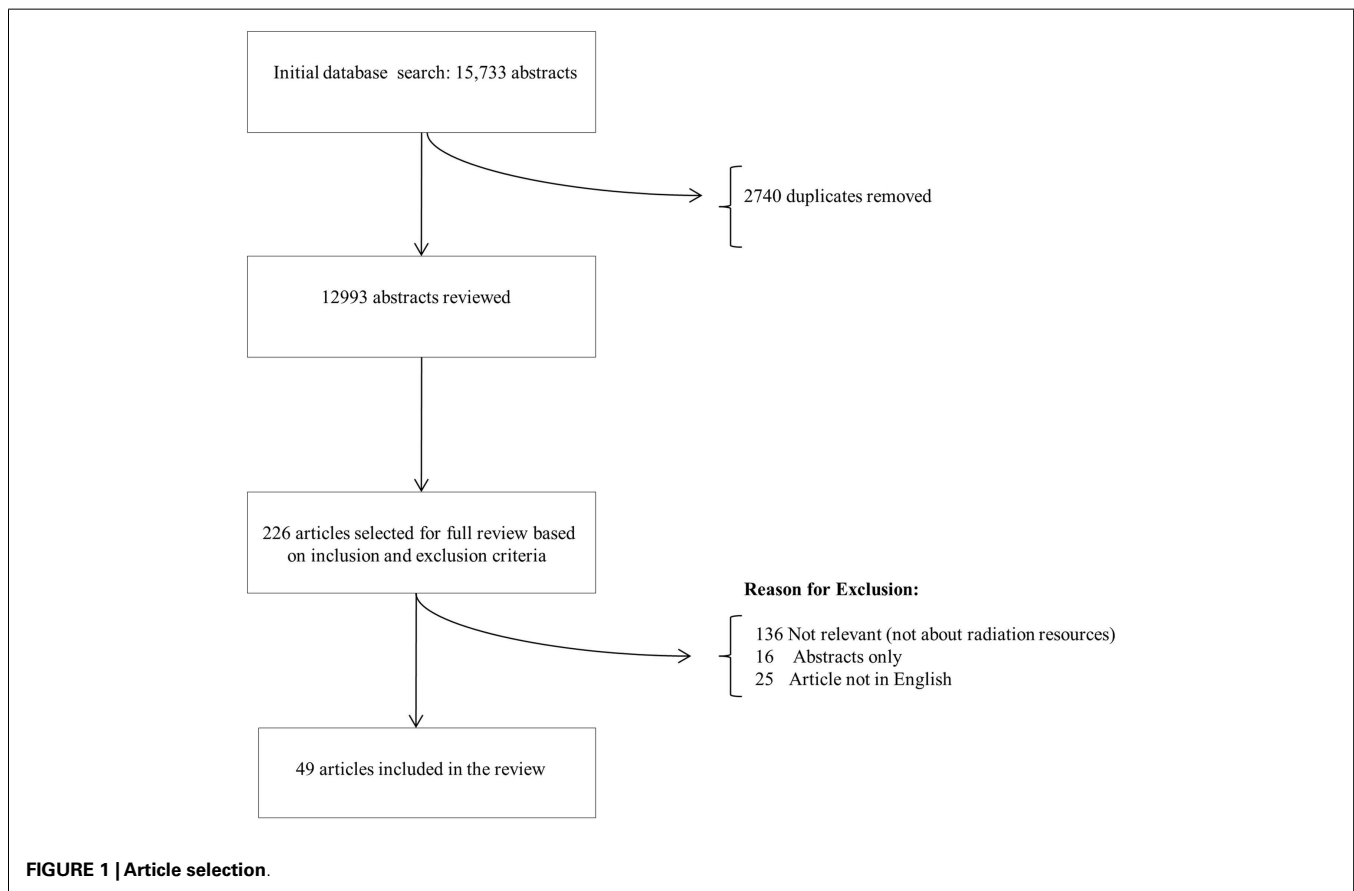 Initial database search: 15,733 abstracts
2740 duplicates removed
12993 abstracts reviewed
226 articles selected for full review based
on inclusion and exclusion criteria
Reason for Exclusion:
136 Not relevant (not about radiation resources)
16 Abstracts only
25 Article not in English
49 articles included in the review
FIGURE 1 | Article selection.